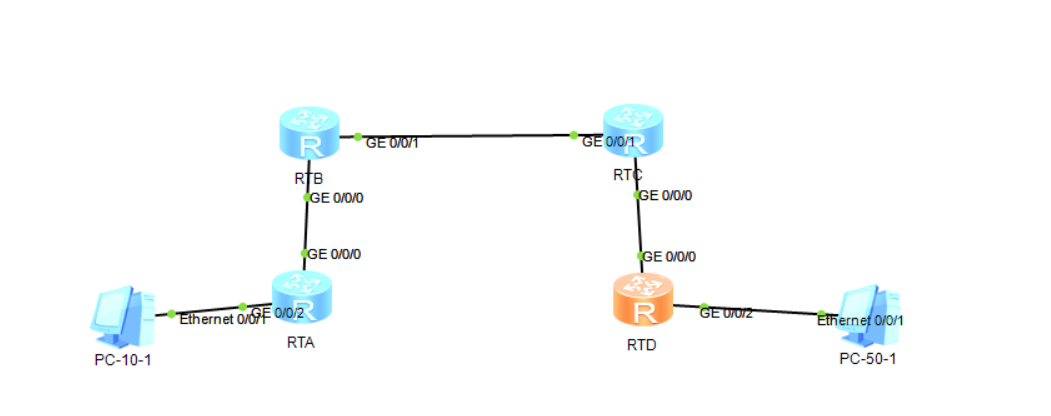 R
GE 0/0/1
GE 0/0/1
R
RTB
RTC
GE 0/0/0
GE 0/0/0
GE 0/0/0
GE 0/0/0
Ethernet 0/0/1
GE 0/0/2
R
R
GE 0/0/2
Ethernet 0/0/1
RTA
RTD
PC-10-1
PC-50-1